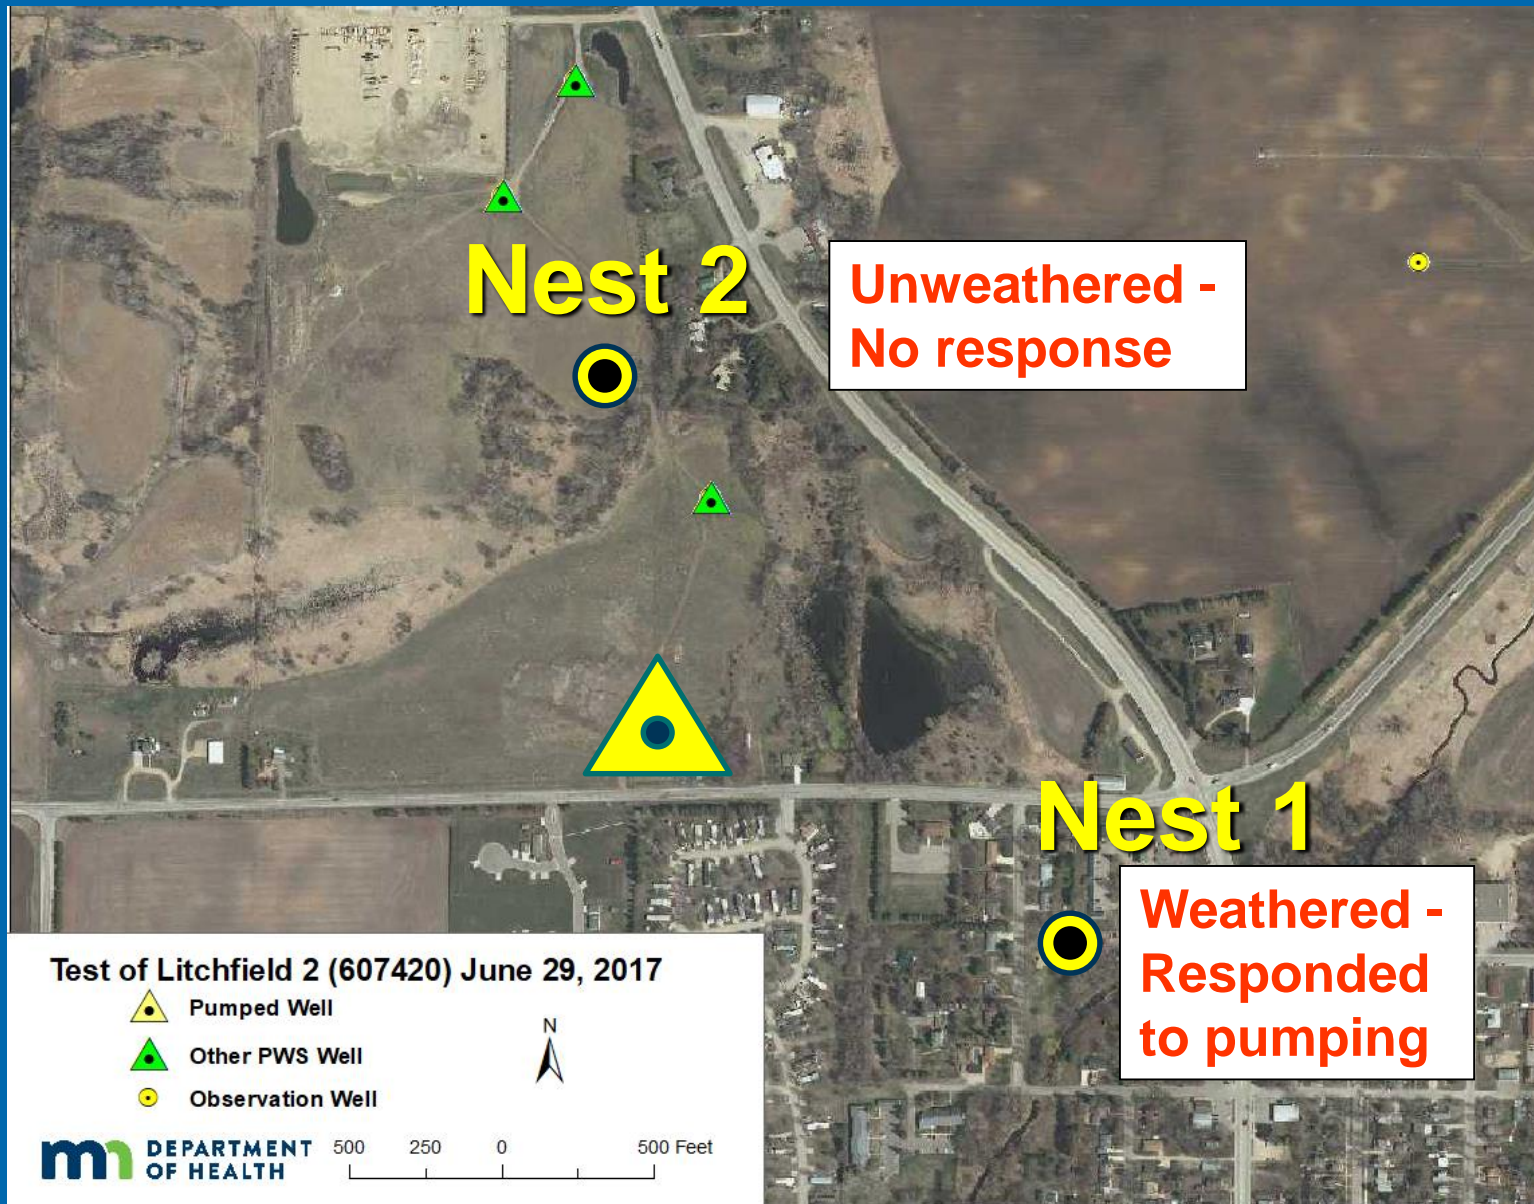 Nest 2
Unweathered -
No response
Nest 1
Weathered -
Responded
to pumping
Test of Litchfield 2 (607420) June 29, 2017
Pumped Well
Other PWS Well
Observation Well
N
mn DEPARTMENT
OF HEALTH
500 250 0 500 Feet